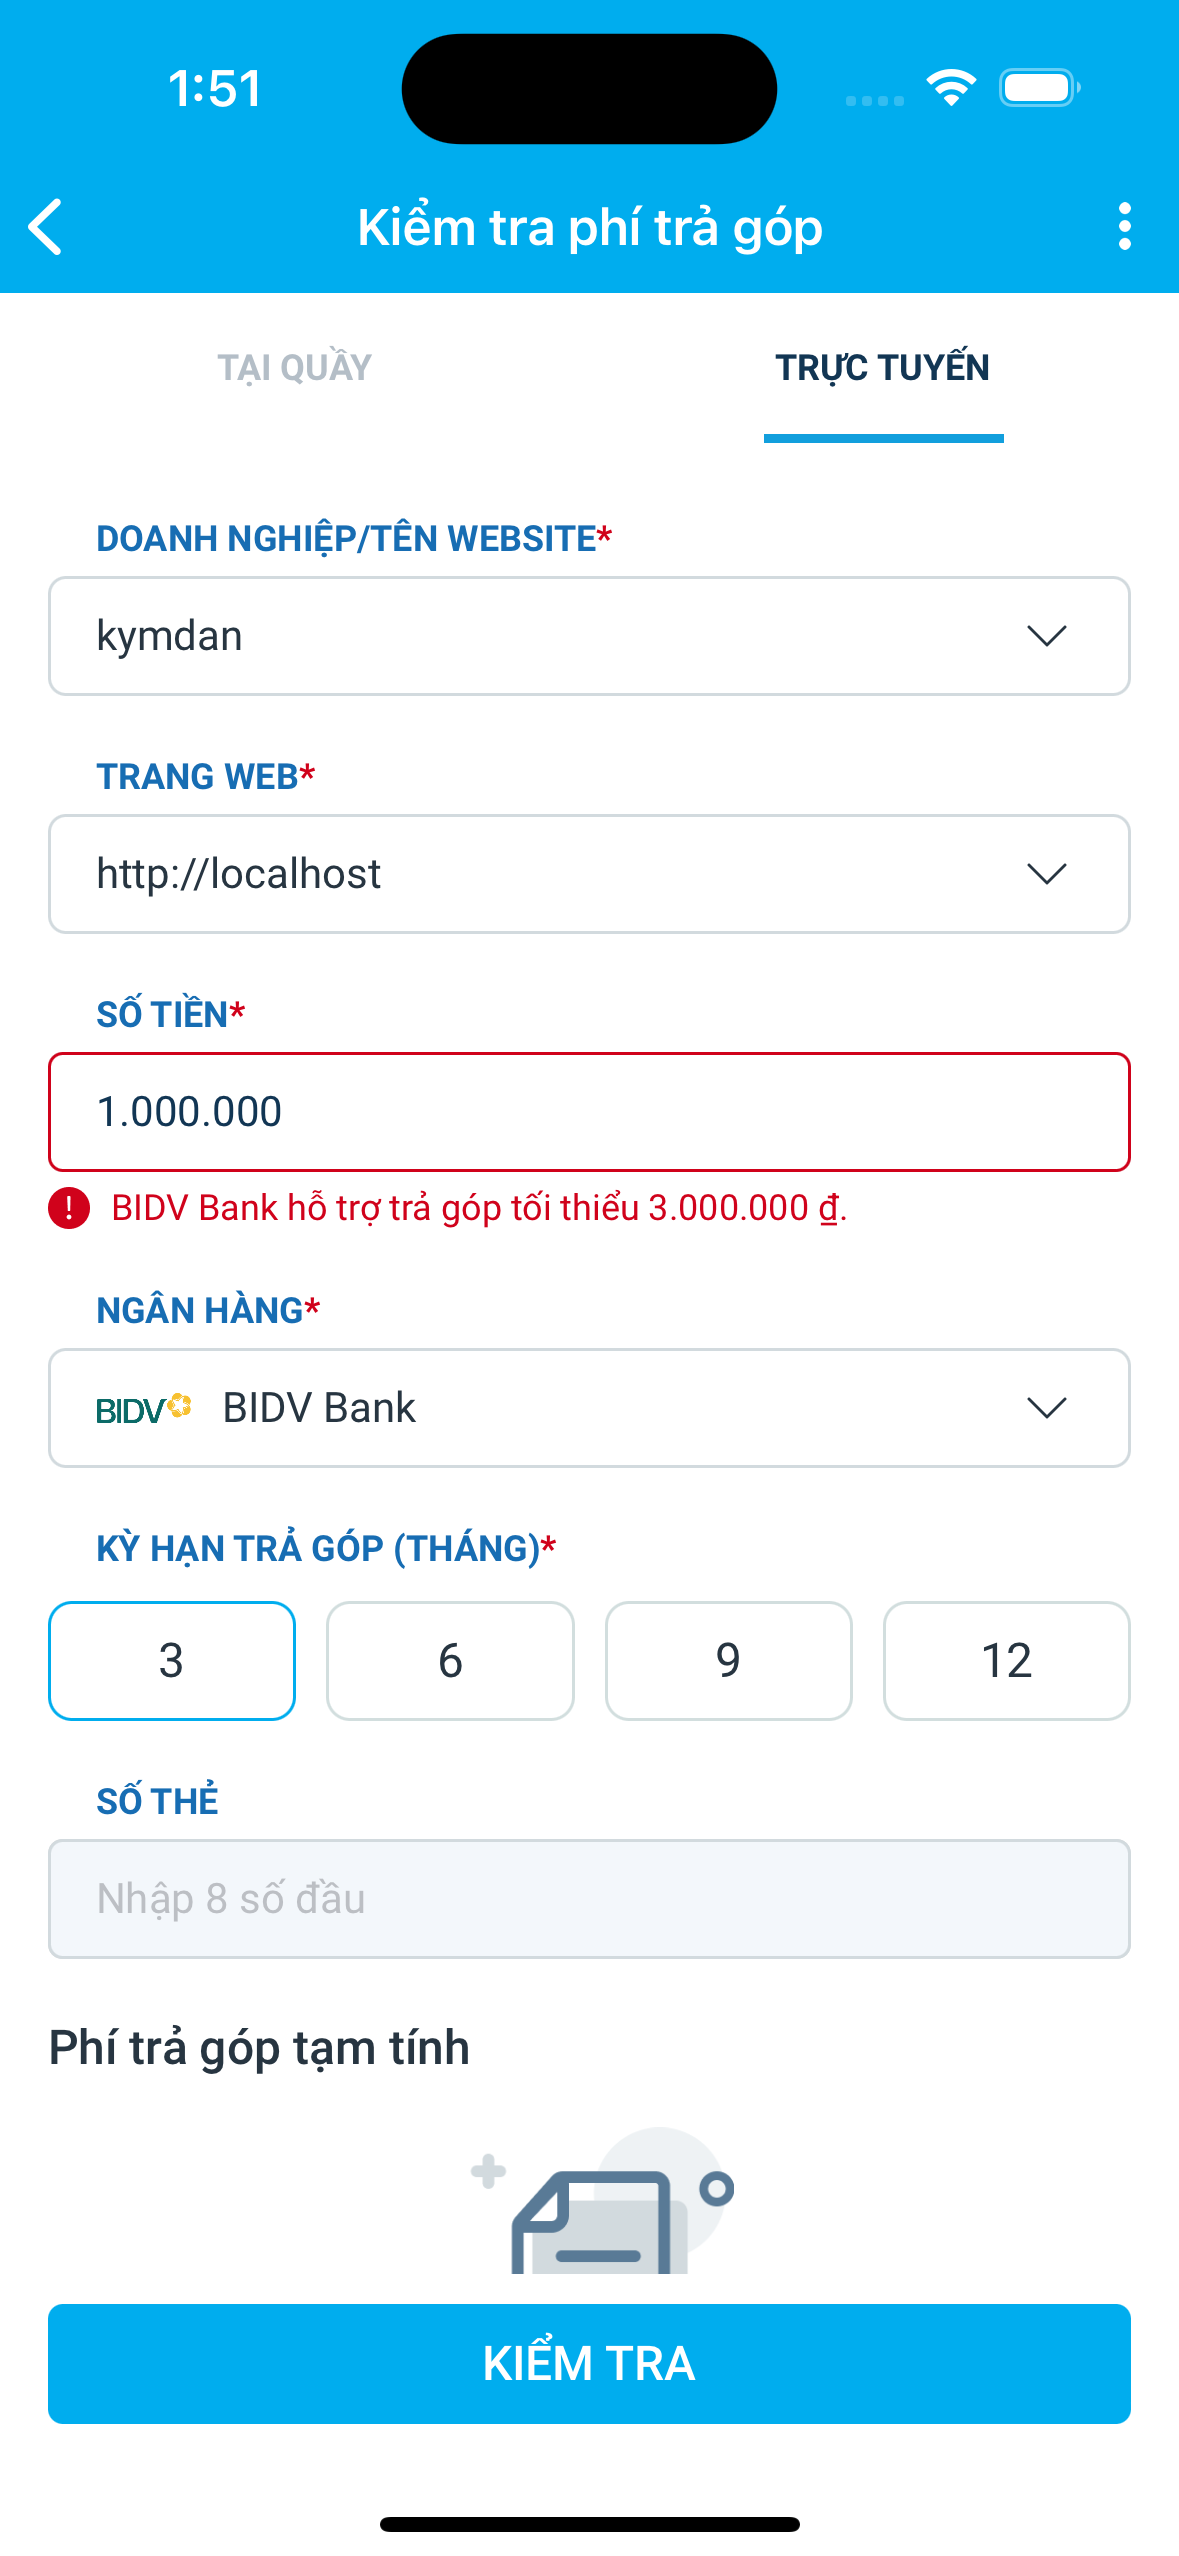 1:51
Kiểm tra phí trả góp
TẠI QUẦY
TRỰC TUYẾN
DOANH NGHIỆP/TÊN WEBSITE*
kymdan
TRANG WEB*
http://localhost
SỐ TIỀN*
1.000.000
! BIDV Bank hỗ trợ trả góp tối thiểu 3.000.000 ₫.
NGÂN HÀNG*
BIDV BIDV Bank
KỲ HẠN TRẢ GÓP (THÁNG)*
3 6 9 12
SỐ THẺ
Nhập 8 số đầu
Phí trả góp tạm tính
KIỂM TRA